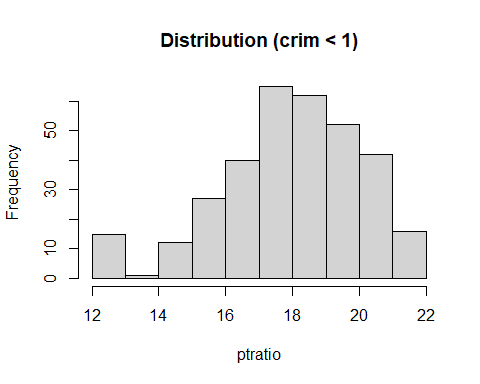 Distribution (crim < 1)
Frequency
50
30
10
0
12 14 16 18 20 22
ptratio